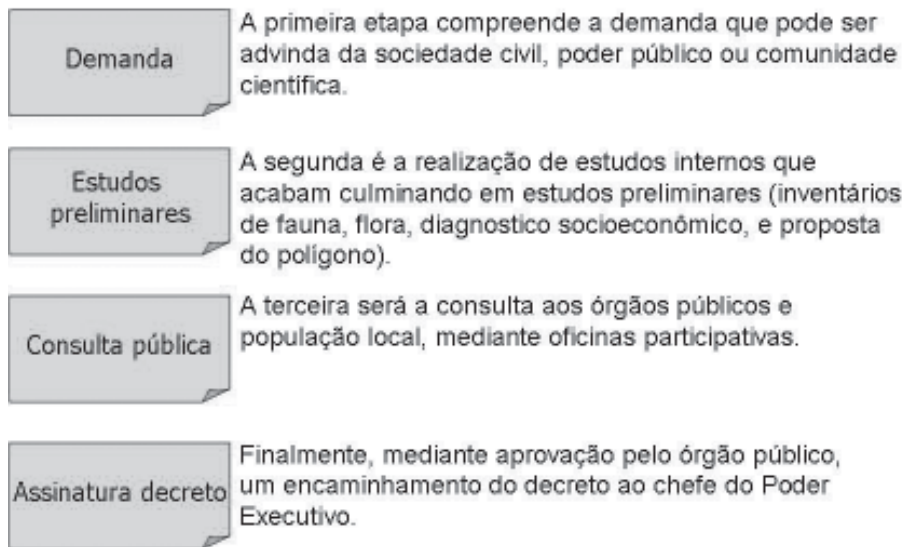 Demanda
A primeira etapa compreende a demanda que pode ser
advinda da sociedade civil, poder público ou comunidade
científica.
Estudos
preliminares
A segunda é a realização de estudos internos que
acabam culminando em estudos preliminares (inventários
de fauna, flora, diagnostico socioeconômico, e proposta
do polígono).
Consulta pública
A terceira será a consulta aos órgãos públicos e
população local, mediante oficinas participativas.
Assinatura decreto
Finalmente, mediante aprovação pelo órgão público,
um encaminhamento do decreto ao chefe do Poder
Executivo.